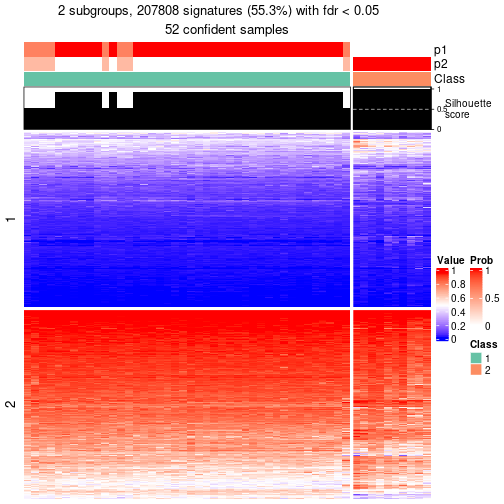 2 subgroups, 207808 signatures (55.3%) with fdr < 0.05
52 confident samples
p1
p2
Class
1
0.5
0
Silhouette
score
1
2
Value
1
0.8
0.6
0.4
0.2
0
Prob
1
0.5
0
Class
1
2